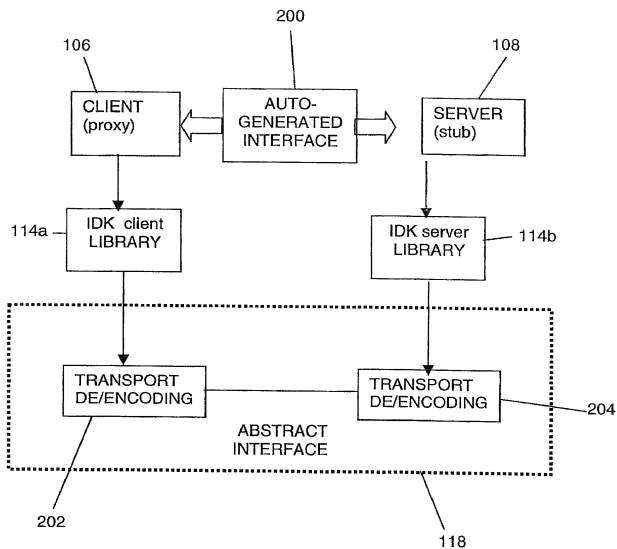 200
106
108
CLIENT
(proxy)
AUTO-
GENERATED
INTERFACE
SERVER
(stub)
114a
IDK client
LIBRARY
IDK server
LIBRARY
114b
TRANSPORT
DE/ENCODING
TRANSPORT
DE/ENCODING
204
ABSTRACT
INTERFACE
202
118